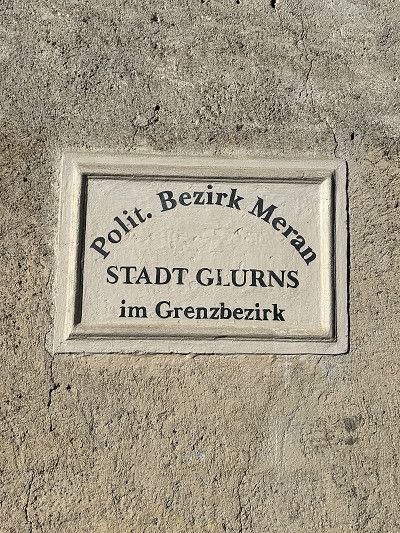 Polit. Bezirk Meran
STADT GLURNS
im Grenzbezirk